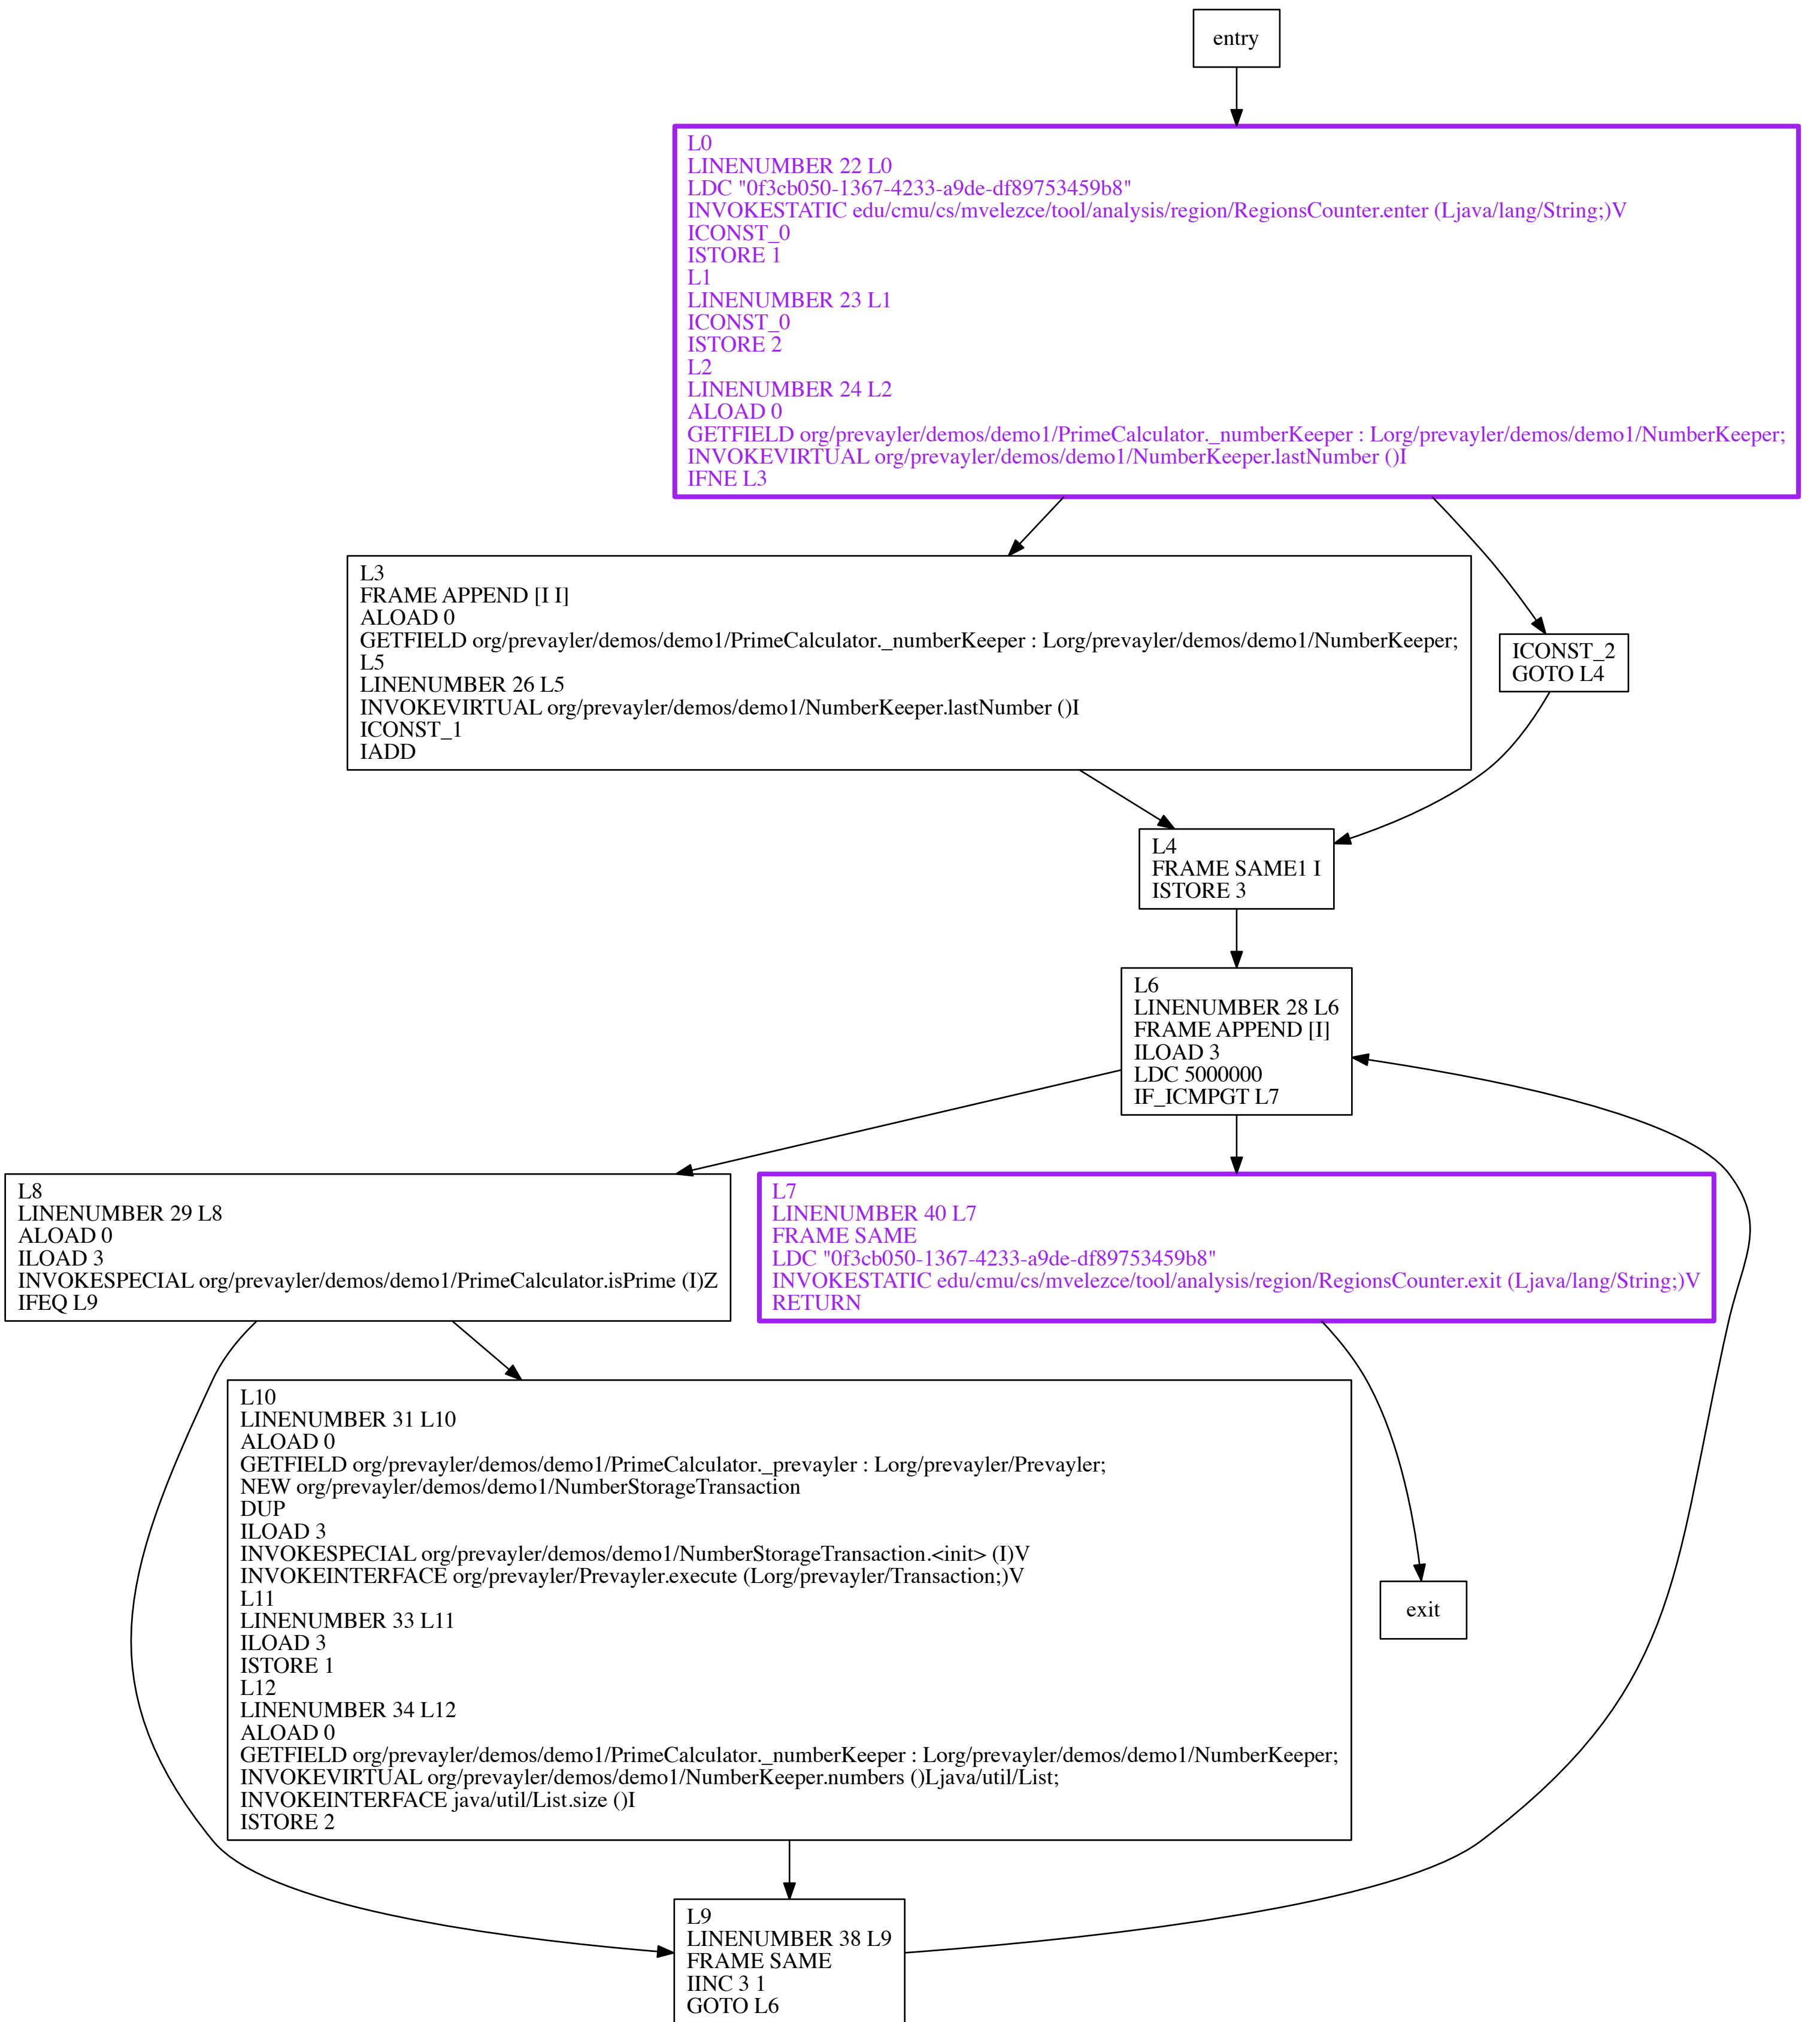 entry
L0
LINENUMBER 22 L0
LDC "0f3cb050-1367-4233-a9de-df89753459b8"
INVOKESTATIC edu/cmu/cs/mvelezce/tool/analysis/region/RegionsCounter.enter (Ljava/lang/String;)V
ICONST_0
ISTORE 1
L1
LINENUMBER 23 L1
ICONST_0
ISTORE 2
L2
LINENUMBER 24 L2
ALOAD 0
GETFIELD org/prevayler/demos/demo1/PrimeCalculator._numberKeeper : Lorg/prevayler/demos/demo1/NumberKeeper;
INVOKEVIRTUAL org/prevayler/demos/demo1/NumberKeeper.lastNumber ()I
IFNE L3
L3
FRAME APPEND [I I]
ALOAD 0
GETFIELD org/prevayler/demos/demo1/PrimeCalculator._numberKeeper : Lorg/prevayler/demos/demo1/NumberKeeper;
L5
LINENUMBER 26 L5
INVOKEVIRTUAL org/prevayler/demos/demo1/NumberKeeper.lastNumber ()I
ICONST_1
IADD
ICONST_2
GOTO L4
L4
FRAME SAME1 I
ISTORE 3
L6
LINENUMBER 28 L6
FRAME APPEND [I]
ILOAD 3
LDC 5000000
IF_ICMPGT L7
L8
LINENUMBER 29 L8
ALOAD 0
ILOAD 3
INVOKESPECIAL org/prevayler/demos/demo1/PrimeCalculator.isPrime (I)Z
IFEQ L9
L7
LINENUMBER 40 L7
FRAME SAME
LDC "0f3cb050-1367-4233-a9de-df89753459b8"
INVOKESTATIC edu/cmu/cs/mvelezce/tool/analysis/region/RegionsCounter.exit (Ljava/lang/String;)V
RETURN
L10
LINENUMBER 31 L10
ALOAD 0
GETFIELD org/prevayler/demos/demo1/PrimeCalculator._prevayler : Lorg/prevayler/Prevayler;
NEW org/prevayler/demos/demo1/NumberStorageTransaction
DUP
ILOAD 3
INVOKESPECIAL org/prevayler/demos/demo1/NumberStorageTransaction.<init> (I)V
INVOKEINTERFACE org/prevayler/Prevayler.execute (Lorg/prevayler/Transaction;)V
L11
LINENUMBER 33 L11
ILOAD 3
ISTORE 1
L12
LINENUMBER 34 L12
ALOAD 0
GETFIELD org/prevayler/demos/demo1/PrimeCalculator._numberKeeper : Lorg/prevayler/demos/demo1/NumberKeeper;
INVOKEVIRTUAL org/prevayler/demos/demo1/NumberKeeper.numbers ()Ljava/util/List;
INVOKEINTERFACE java/util/List.size ()I
ISTORE 2
exit
L9
LINENUMBER 38 L9
FRAME SAME
IINC 3 1
GOTO L6